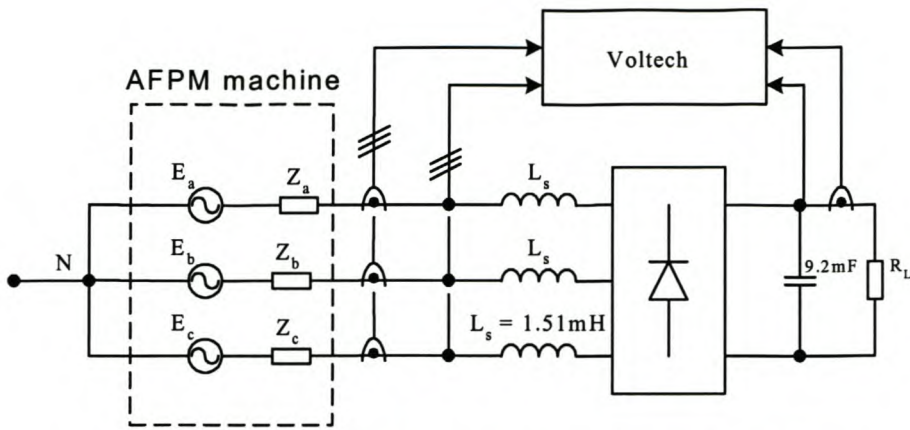 Voltech
AFPM machine
E_a
Z_a
L_s
N
E_b
Z_b
L_s
9.2mF
R_L
E_c
Z_c
L_s = 1.51mH